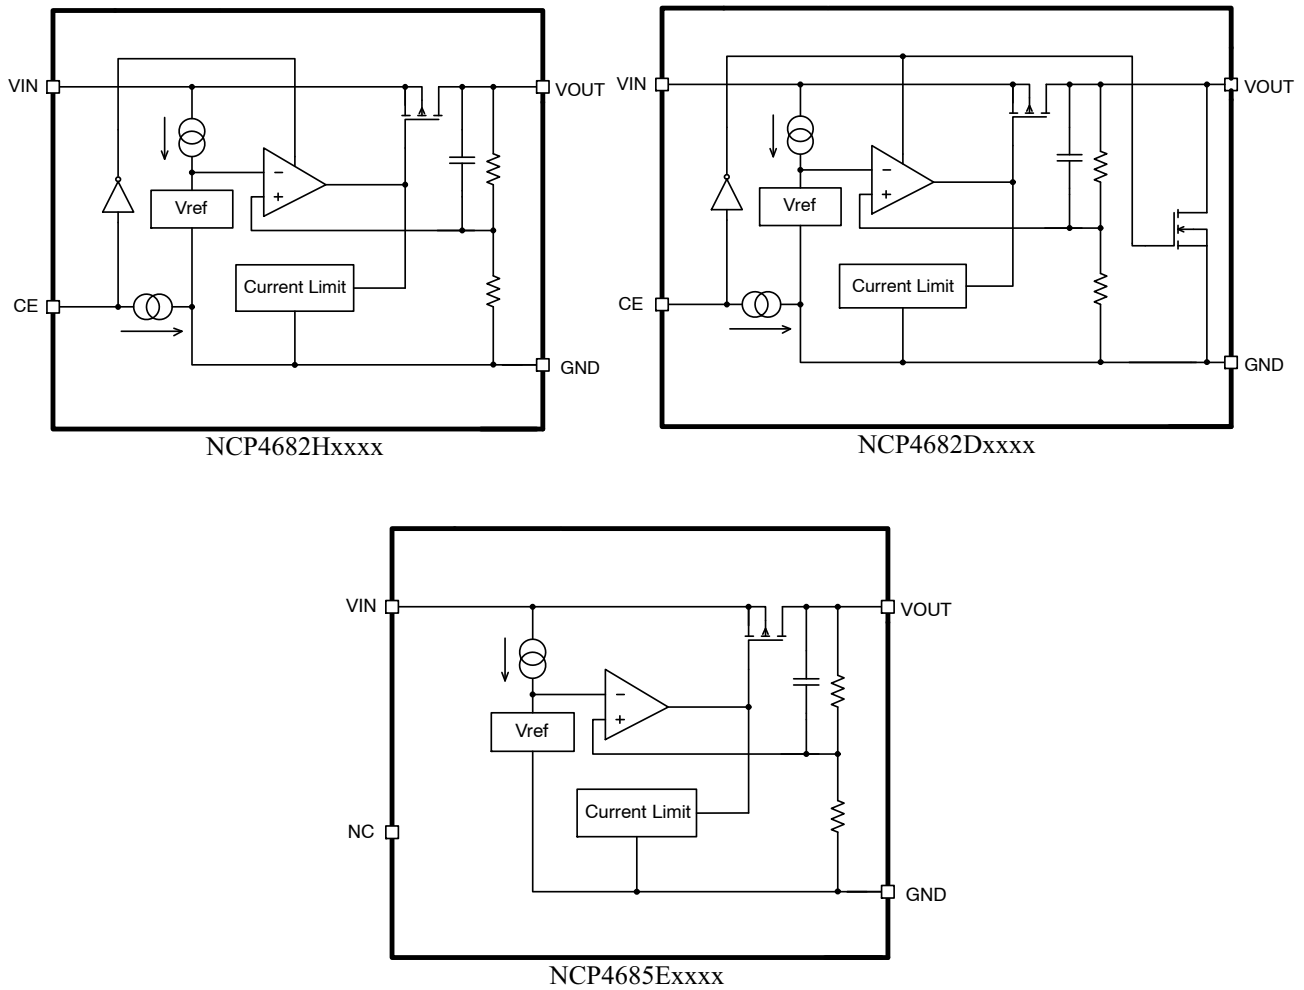 VIN
VOUT
Vref
−
+
Current Limit
CE
GND
NCP4682Hxxxx
VIN
VOUT
Vref
−
+
Current Limit
CE
GND
NCP4682Dxxxx
VIN
VOUT
Vref
−
+
Current Limit
NC
GND
NCP4685Exxxx